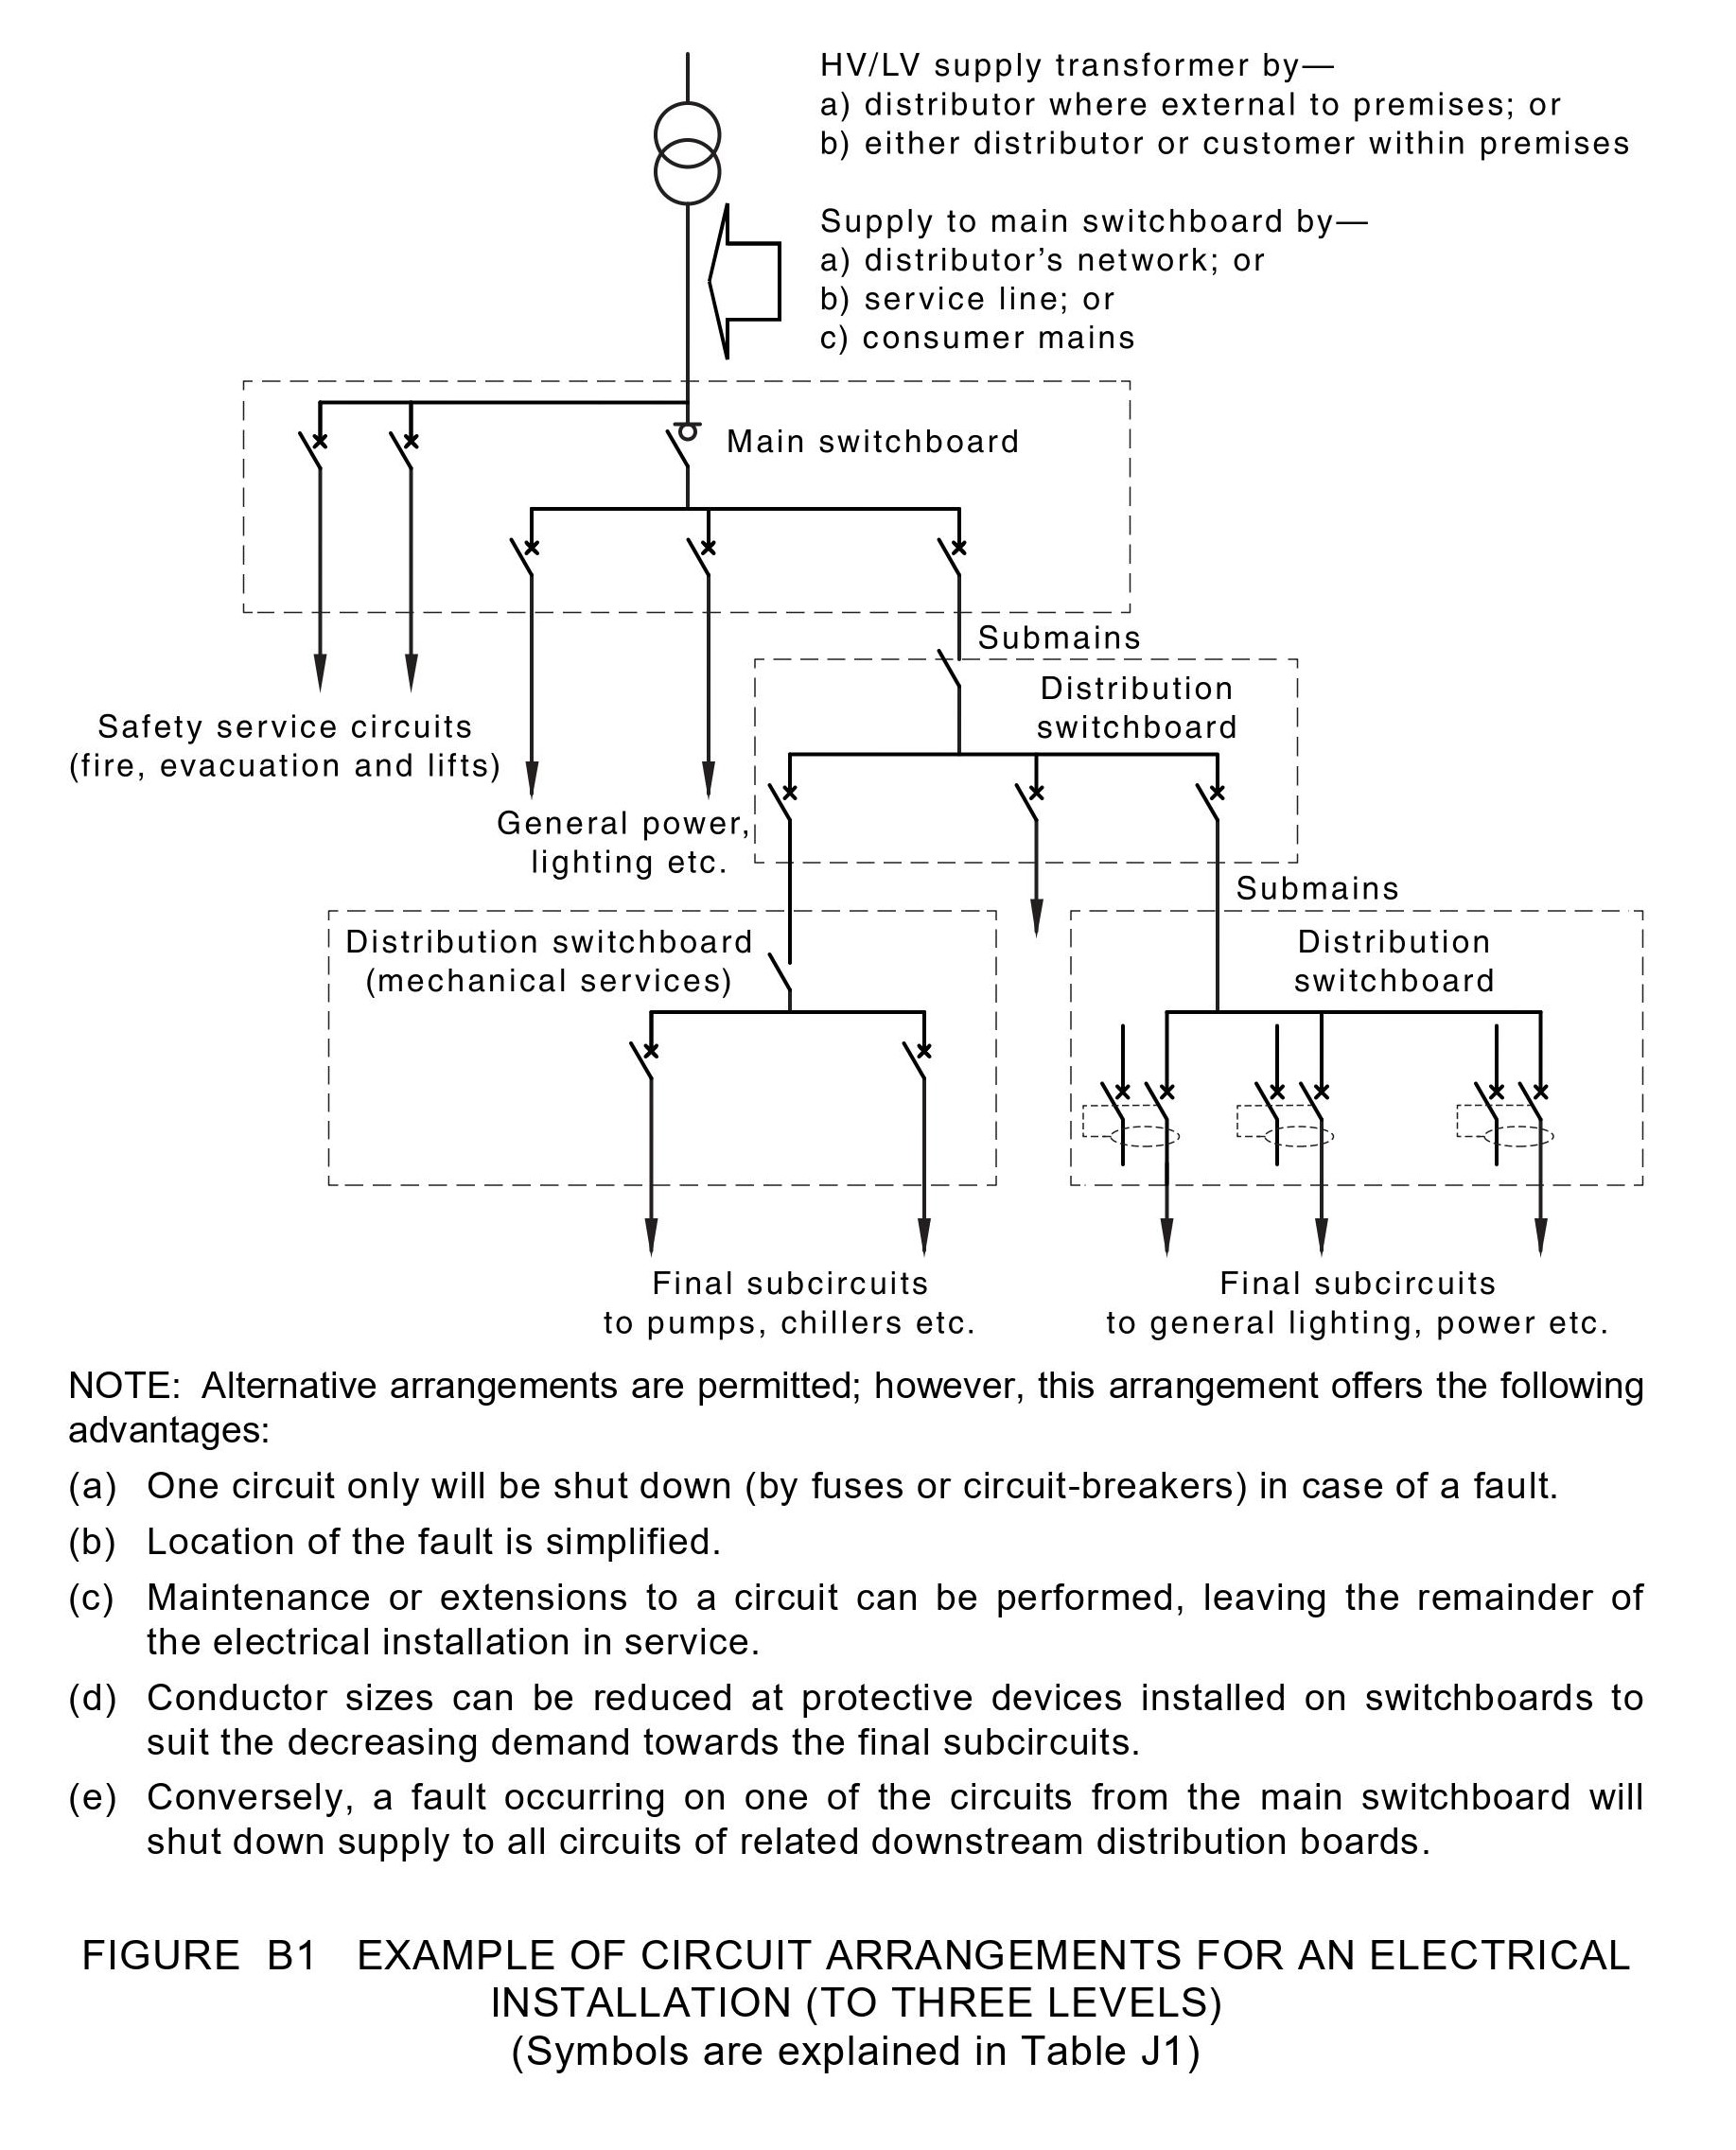 HV/LV supply transformer by—
a) distributor where external to premises; or
b) either distributor or customer within premises
Supply to main switchboard by—
a) distributor’s network; or
b) service line; or
c) consumer mains
Main switchboard
Submains
Distribution
switchboard
Safety service circuits
(fire, evacuation and lifts)
General power,
lighting etc.
Submains
Distribution switchboard
(mechanical services)
Distribution
switchboard
Final subcircuits
to pumps, chillers etc.
Final subcircuits
to general lighting, power etc.
NOTE: Alternative arrangements are permitted; however, this arrangement offers the following
advantages:
(a) One circuit only will be shut down (by fuses or circuit-breakers) in case of a fault.
(b) Location of the fault is simplified.
(c) Maintenance or extensions to a circuit can be performed, leaving the remainder of
the electrical installation in service.
(d) Conductor sizes can be reduced at protective devices installed on switchboards to
suit the decreasing demand towards the final subcircuits.
(e) Conversely, a fault occurring on one of the circuits from the main switchboard will
shut down supply to all circuits of related downstream distribution boards.
FIGURE B1 EXAMPLE OF CIRCUIT ARRANGEMENTS FOR AN ELECTRICAL
INSTALLATION (TO THREE LEVELS)
(Symbols are explained in Table J1)